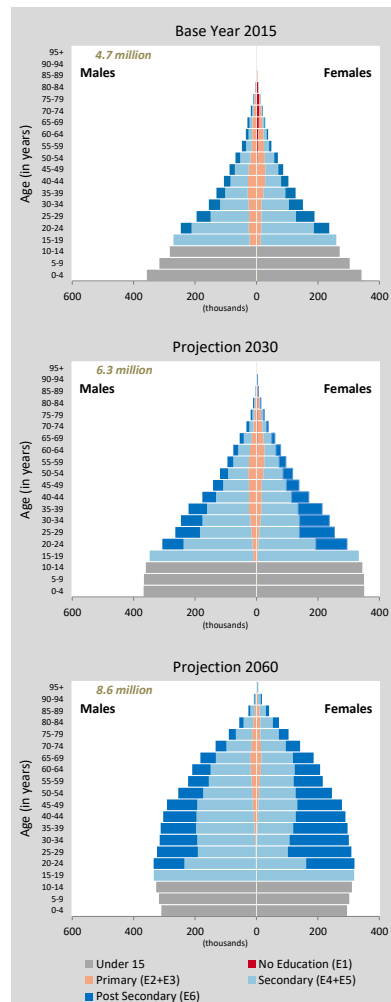 Base Year 2015
4.7 million
Males
Females
Age (in years)
95+
90-94
85-89
80-84
75-79
70-74
65-69
60-64
55-59
50-54
45-49
40-44
35-39
30-34
25-29
20-24
15-19
10-14
5-9
0-4
600 400 200 0 200 400
(thousands)
Projection 2030
6.3 million
Males
Females
Age (in years)
95+
90-94
85-89
80-84
75-79
70-74
65-69
60-64
55-59
50-54
45-49
40-44
35-39
30-34
25-29
20-24
15-19
10-14
5-9
0-4
600 400 200 0 200 400
(thousands)
Projection 2060
8.6 million
Males
Females
Age (in years)
95+
90-94
85-89
80-84
75-79
70-74
65-69
60-64
55-59
50-54
45-49
40-44
35-39
30-34
25-29
20-24
15-19
10-14
5-9
0-4
600 400 200 0 200 400
(thousands)
Under 15
No Education (E1)
Primary (E2+E3)
Secondary (E4+E5)
Post Secondary (E6)